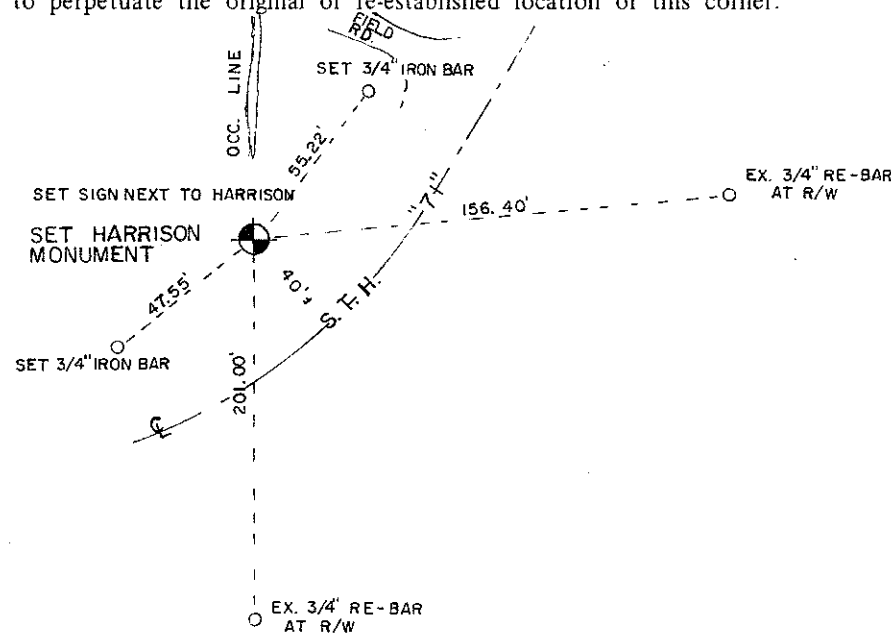 to perpetuate the original or re-established location of this corner.
FIELD
RD.
OCC. LINE
SET 3/4" IRON BAR
55.22'
SET SIGN NEXT TO HARRISON
"71"
156.40'
EX. 3/4" RE-BAR
AT R/W
SET HARRISON
MONUMENT
47.55'
40'±
S. T. H.
SET 3/4" IRON BAR
201.00'
℄
EX. 3/4" RE-BAR
AT R/W